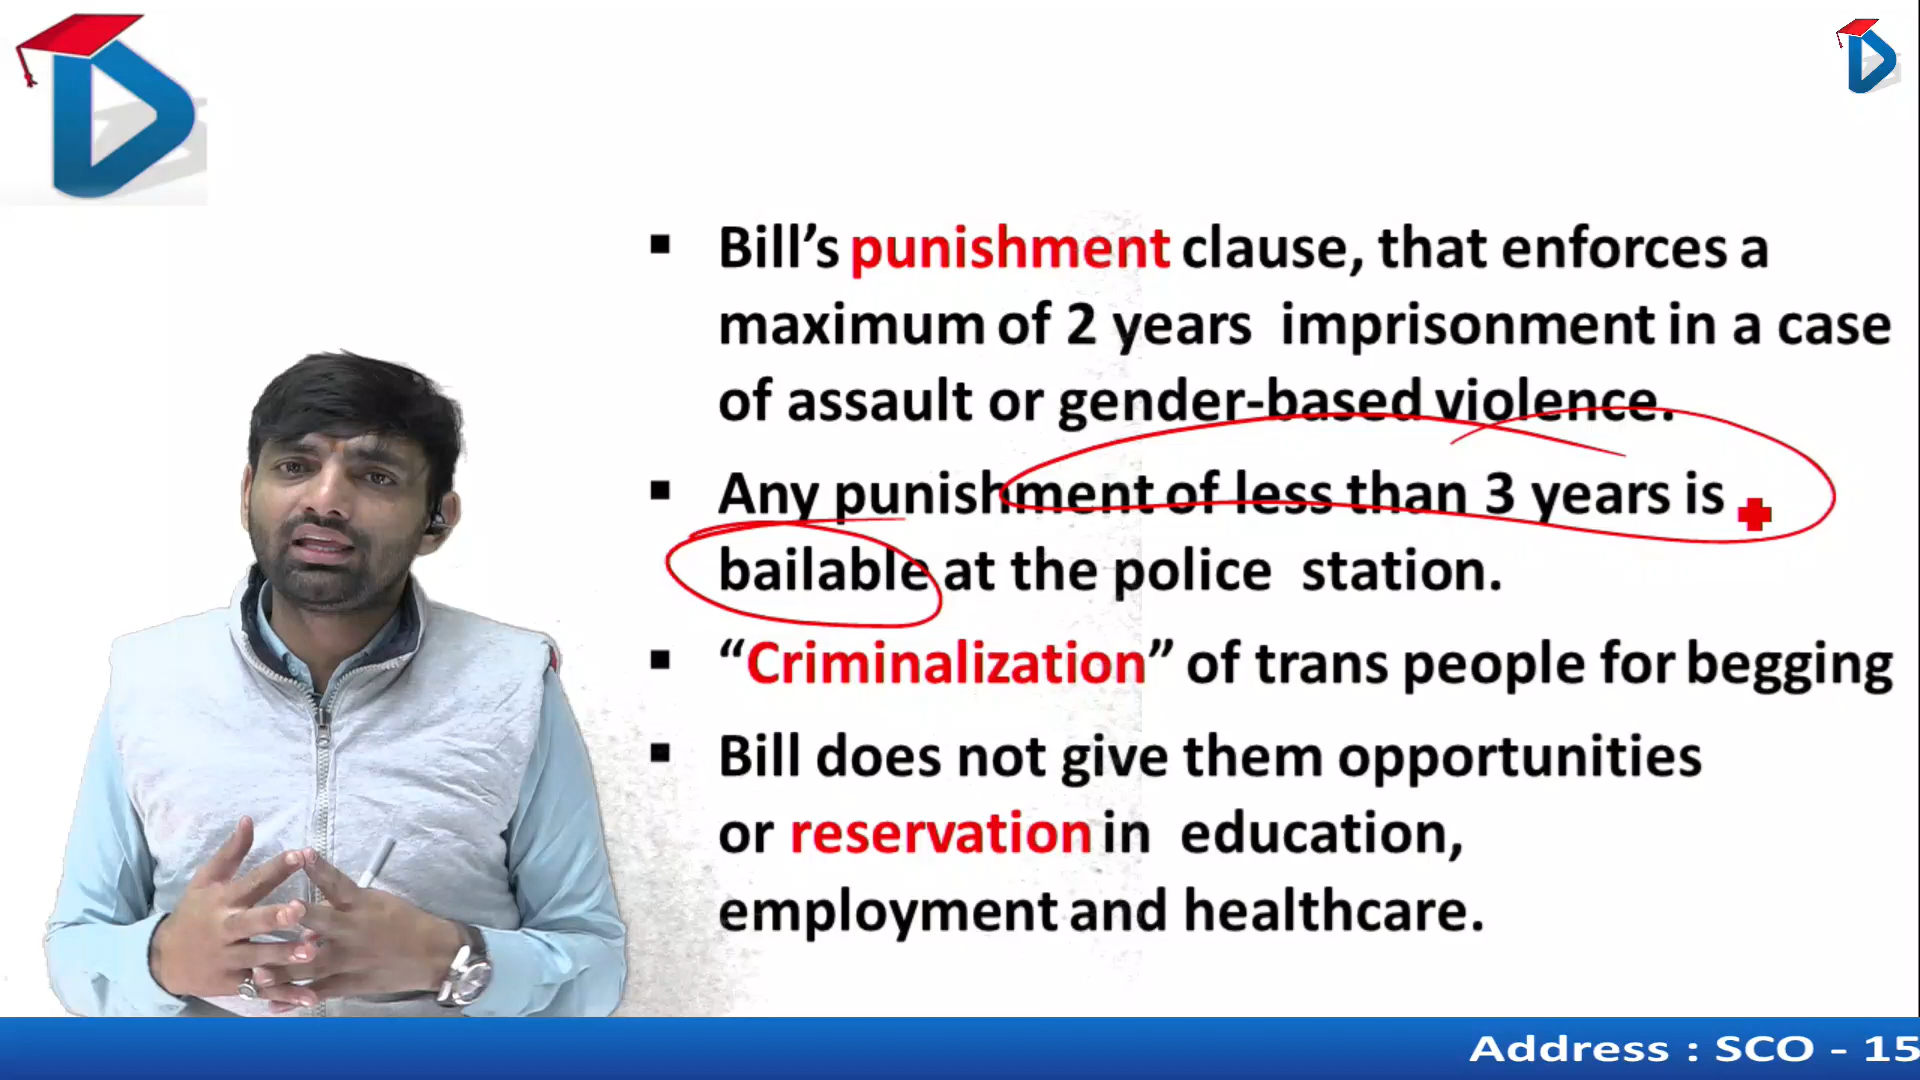 Bill’s punishment clause, that enforces a
maximum of 2 years imprisonment in a case
of assault or gender-based violence.
Any punishment of less than 3 years is
bailable at the police station.
“Criminalization” of trans people for begging
Bill does not give them opportunities
or reservation in education,
employment and healthcare.
Address : SCO - 15